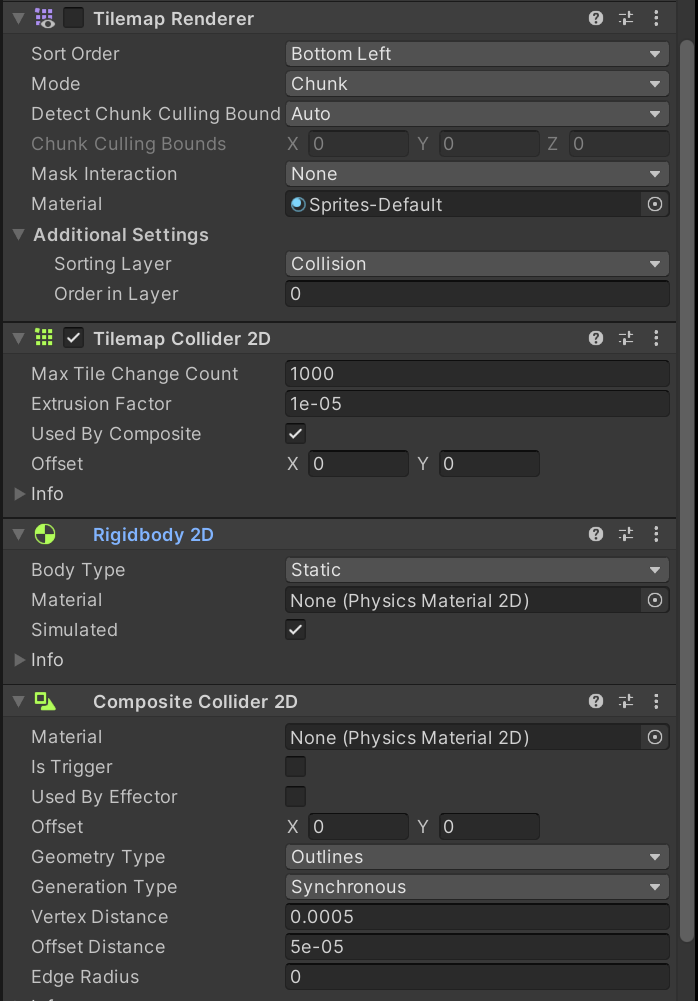 Tilemap Renderer
Sort Order Bottom Left
Mode Chunk
Detect Chunk Culling Bound Auto
Chunk Culling Bounds X 0 Y 0 Z 0
Mask Interaction None
Material Sprites-Default
Additional Settings
Sorting Layer Collision
Order in Layer 0
Tilemap Collider 2D
Max Tile Change Count 1000
Extrusion Factor 1e-05
Used By Composite
Offset X 0 Y 0
Info
Rigidbody 2D
Body Type Static
Material None (Physics Material 2D)
Simulated
Info
Composite Collider 2D
Material None (Physics Material 2D)
Is Trigger
Used By Effector
Offset X 0 Y 0
Geometry Type Outlines
Generation Type Synchronous
Vertex Distance 0.0005
Offset Distance 5e-05
Edge Radius 0